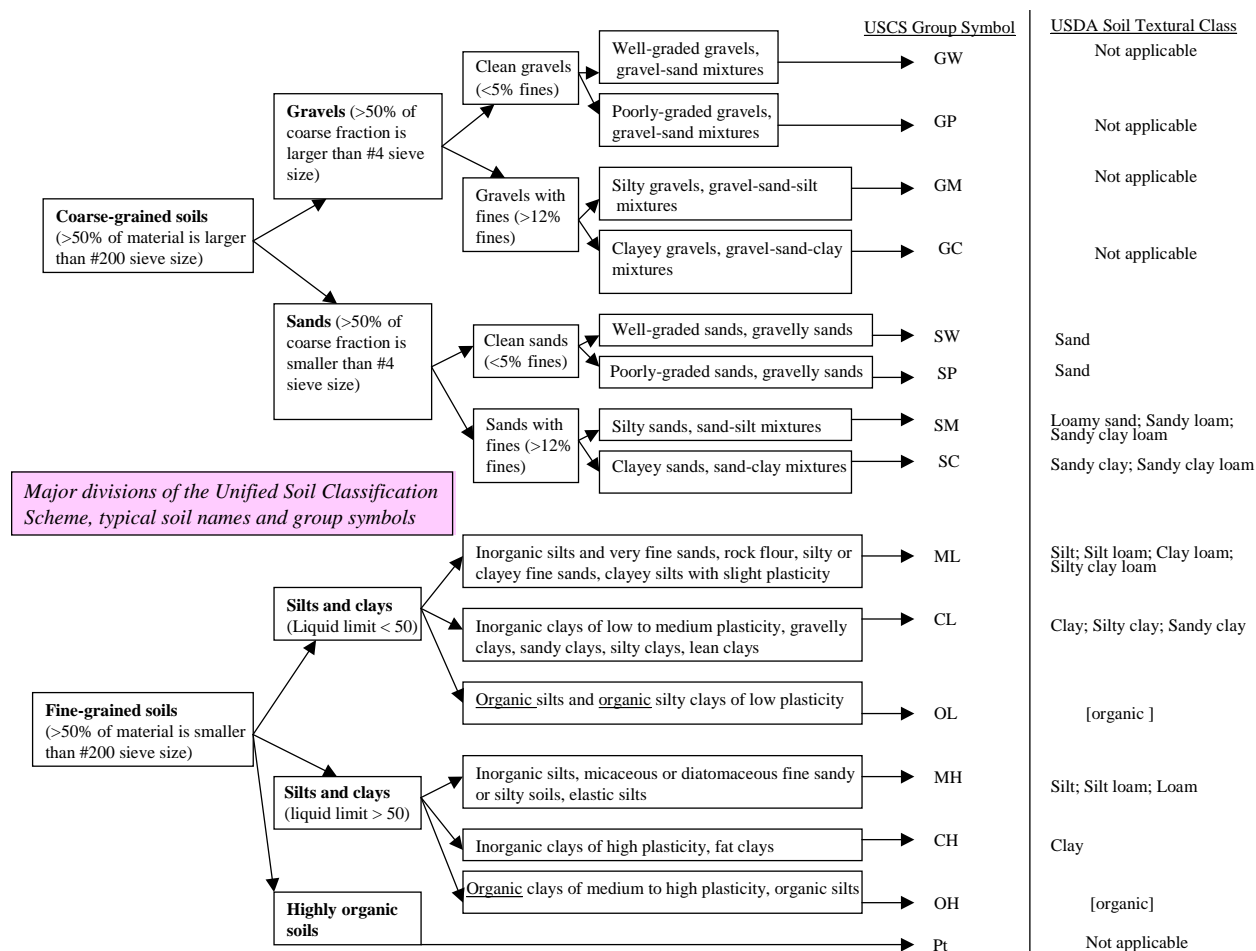 USCS Group Symbol
USDA Soil Textural Class
Coarse-grained soils
(>50% of material is larger
than #200 sieve size)
Gravels (>50% of
coarse fraction is
larger than #4 sieve
size)
Clean gravels
(<5% fines)
Well-graded gravels,
gravel-sand mixtures
GW
Not applicable
Poorly-graded gravels,
gravel-sand mixtures
GP
Not applicable
Gravels with
fines (>12%
fines)
Silty gravels, gravel-sand-silt
mixtures
GM
Not applicable
Clayey gravels, gravel-sand-clay
mixtures
GC
Not applicable
Sands (>50% of
coarse fraction is
smaller than #4
sieve size)
Clean sands
(<5% fines)
Well-graded sands, gravelly sands
SW
Sand
Poorly-graded sands, gravelly sands
SP
Sand
Sands with
fines (>12%
fines)
Silty sands, sand-silt mixtures
SM
Loamy sand; Sandy loam;
Sandy clay loam
Clayey sands, sand-clay mixtures
SC
Sandy clay; Sandy clay loam
Major divisions of the Unified Soil Classification
Scheme, typical soil names and group symbols
Fine-grained soils
(>50% of material is smaller
than #200 sieve size)
Silts and clays
(Liquid limit < 50)
Inorganic silts and very fine sands, rock flour, silty or
clayey fine sands, clayey silts with slight plasticity
ML
Silt; Silt loam; Clay loam;
Silty clay loam
Inorganic clays of low to medium plasticity, gravelly
clays, sandy clays, silty clays, lean clays
CL
Clay; Silty clay; Sandy clay
Organic silts and organic silty clays of low plasticity
OL
[organic ]
Silts and clays
(liquid limit > 50)
Inorganic silts, micaceous or diatomaceous fine sandy
or silty soils, elastic silts
MH
Silt; Silt loam; Loam
Inorganic clays of high plasticity, fat clays
CH
Clay
Organic clays of medium to high plasticity, organic silts
OH
[organic]
Highly organic
soils
Pt
Not applicable